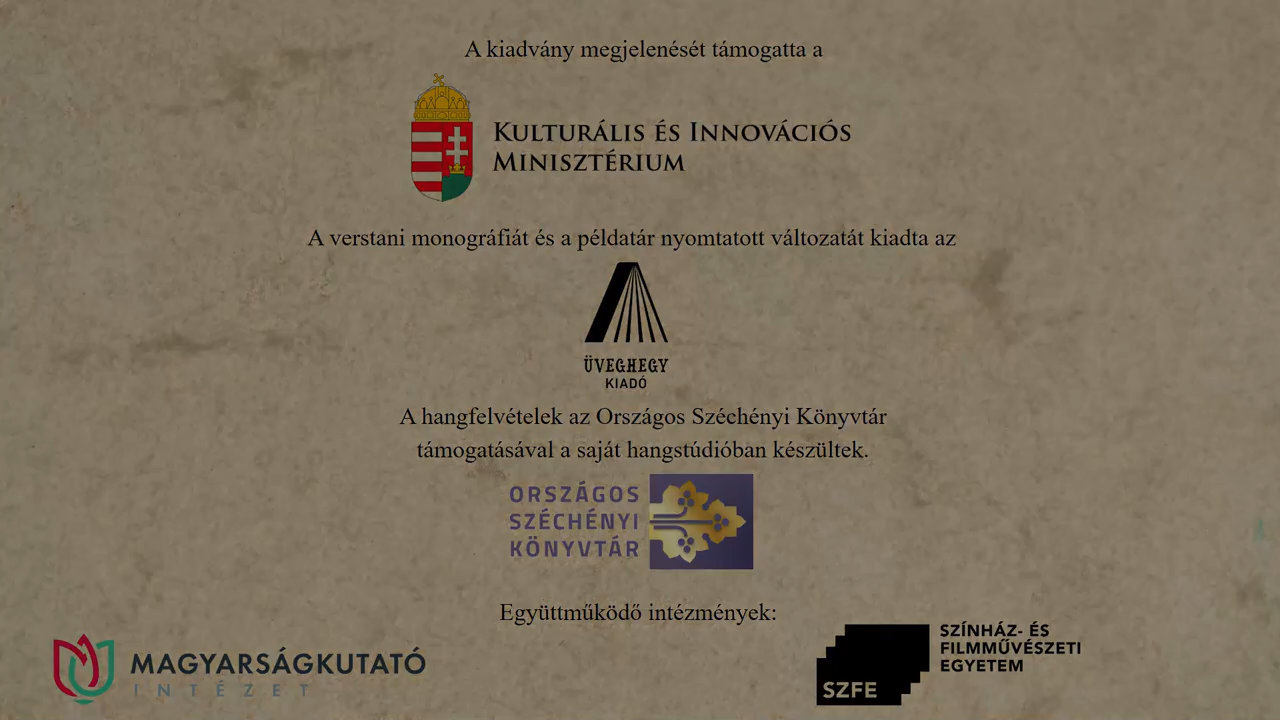 A kiadvány megjelenését támogatta a
KULTURÁLIS ÉS INNOVÁCIÓS
MINISZTÉRIUM
A verstani monográfiát és a példatár nyomtatott változatát kiadta az
ÜVEGHEGY
KIADÓ
A hangfelvételek az Országos Széchényi Könyvtár
támogatásával a saját hangstúdióban készültek.
ORSZÁGOS
SZÉCHÉNYI
KÖNYVTÁR
Együttműködő intézmények:
MAGYARSÁGKUTATÓ
INTÉZET
SZÍNHÁZ- ÉS
FILMMŰVÉSZETI
EGYETEM
SZFE